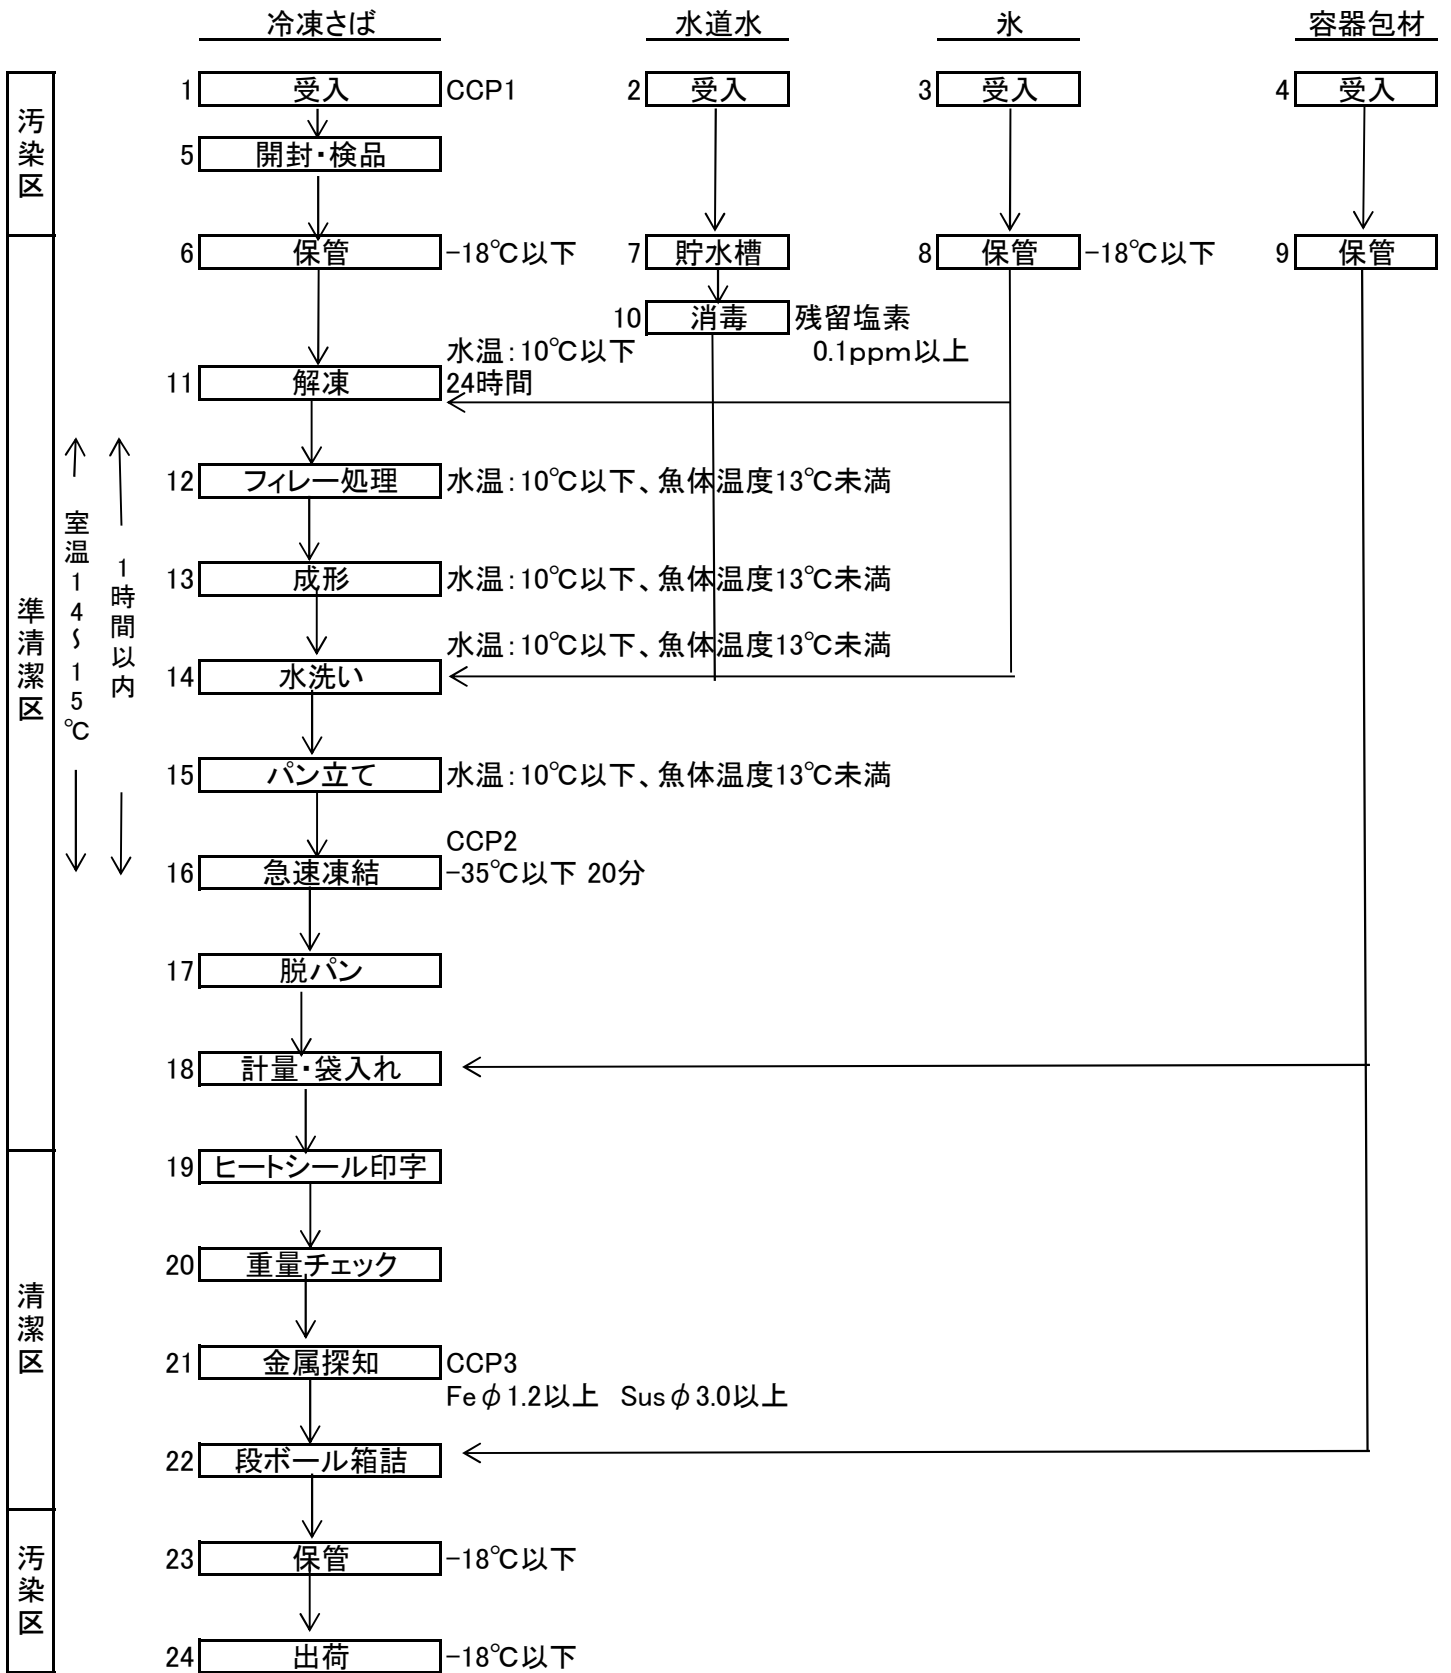 冷凍さば 水道水 氷 容器包材
1 受入 CCP1 2 受入 3 受入 4 受入
汚染区
5 開封・検品
6 保管 -18℃以下 7 貯水槽 8 保管 -18℃以下 9 保管
10 消毒 残留塩素
水温:10℃以下 0.1ppm以上
11 解凍 24時間
12 フィレー処理 水温:10℃以下、魚体温度13℃未満
室温14~15℃
1時間以内
準清潔区
13 成形 水温:10℃以下、魚体温度13℃未満
水温:10℃以下、魚体温度13℃未満
14 水洗い
15 パン立て 水温:10℃以下、魚体温度13℃未満
CCP2
16 急速凍結 -35℃以下 20分
17 脱パン
18 計量・袋入れ
19 ヒートシール印字
20 重量チェック
清潔区
21 金属探知 CCP3
Feφ1.2以上 Susφ3.0以上
22 段ボール箱詰
23 保管 -18℃以下
汚染区
24 出荷 -18℃以下